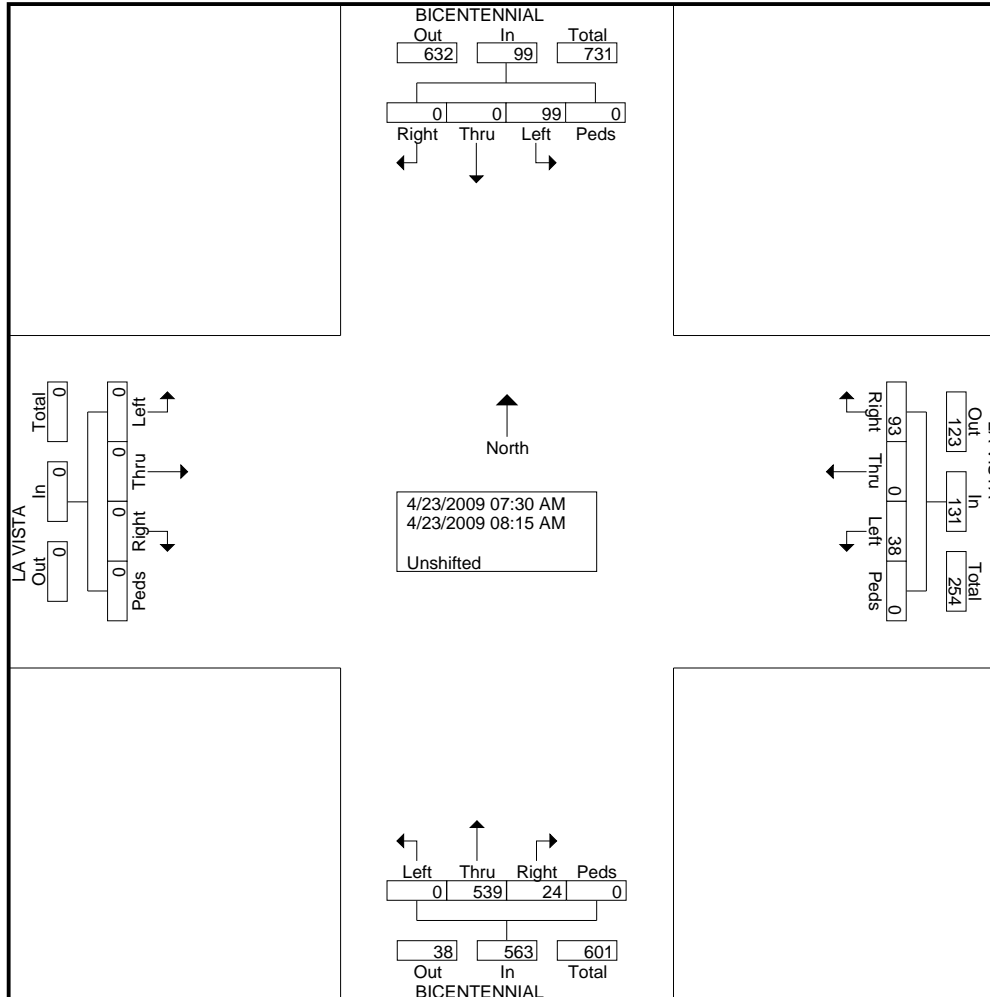 BICENTENNIAL
Out In Total
632 99 731
0 0 99 0
Right Thru Left Peds
LA VISTA
Total In Out
0 0 0
0 0 0 0
Left Thru Right Peds
North
4/23/2009 07:30 AM
4/23/2009 08:15 AM
Unshifted
Out In Total
123 131 254
93 0 38 0
Right Thru Left Peds
Left Thru Right Peds
0 539 24 0
38 563 601
Out In Total
BICENTENNIAL